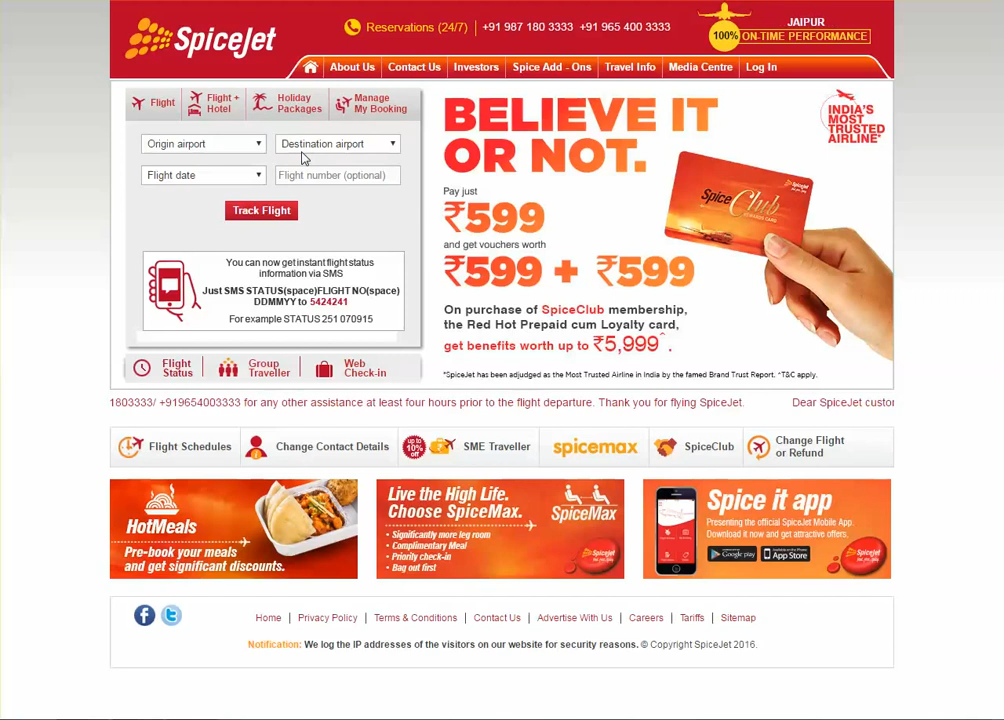 SpiceJet
Reservations (24/7) +91 987 180 3333 +91 965 400 3333
100%
JAIPUR
ON-TIME PERFORMANCE
About Us Contact Us Investors Spice Add - Ons Travel Info Media Centre Log In
Flight
Flight +
Hotel
Holiday
Packages
Manage
My Booking
Origin airport
Destination airport
Flight date
Flight number (optional)
Track Flight
You can now get instant flight status
information via SMS
Just SMS STATUS(space)FLIGHT NO(space)
DDMMYY to 5424241
For example STATUS 251 070915
Flight
Status
Group
Traveller
Web
Check-in
BELIEVE IT
OR NOT.
Pay just
₹599
and get vouchers worth
₹599 + ₹599
On purchase of SpiceClub membership,
the Red Hot Prepaid cum Loyalty card,
get benefits worth up to ₹5,999^.
*SpiceJet has been adjudged as the Most Trusted Airline in India by the famed Brand Trust Report. ^T&C apply.
INDIA'S
MOST
TRUSTED
AIRLINE*
Spice Club
1803333/ +919654003333 for any other assistance at least four hours prior to the flight departure. Thank you for flying SpiceJet.
Dear SpiceJet custor
Flight Schedules
Change Contact Details
up to
10%
off
SME Traveller
spicemax
SpiceClub
Change Flight
or Refund
HotMeals
Pre-book your meals
and get significant discounts.
Live the High Life.
Choose SpiceMax.
• Significantly more leg room
• Complimentary Meal
• Priority Check-in
• Bag out first
SpiceMax
SpiceJet
Spice it app
Presenting the official SpiceJet Mobile App.
Download it now and get attractive offers.
Google play
App Store
SpiceJet
Home Privacy Policy Terms & Conditions Contact Us Advertise With Us Careers Tariffs Sitemap
Notification: We log the IP addresses of the visitors on our website for security reasons. © Copyright SpiceJet 2016.